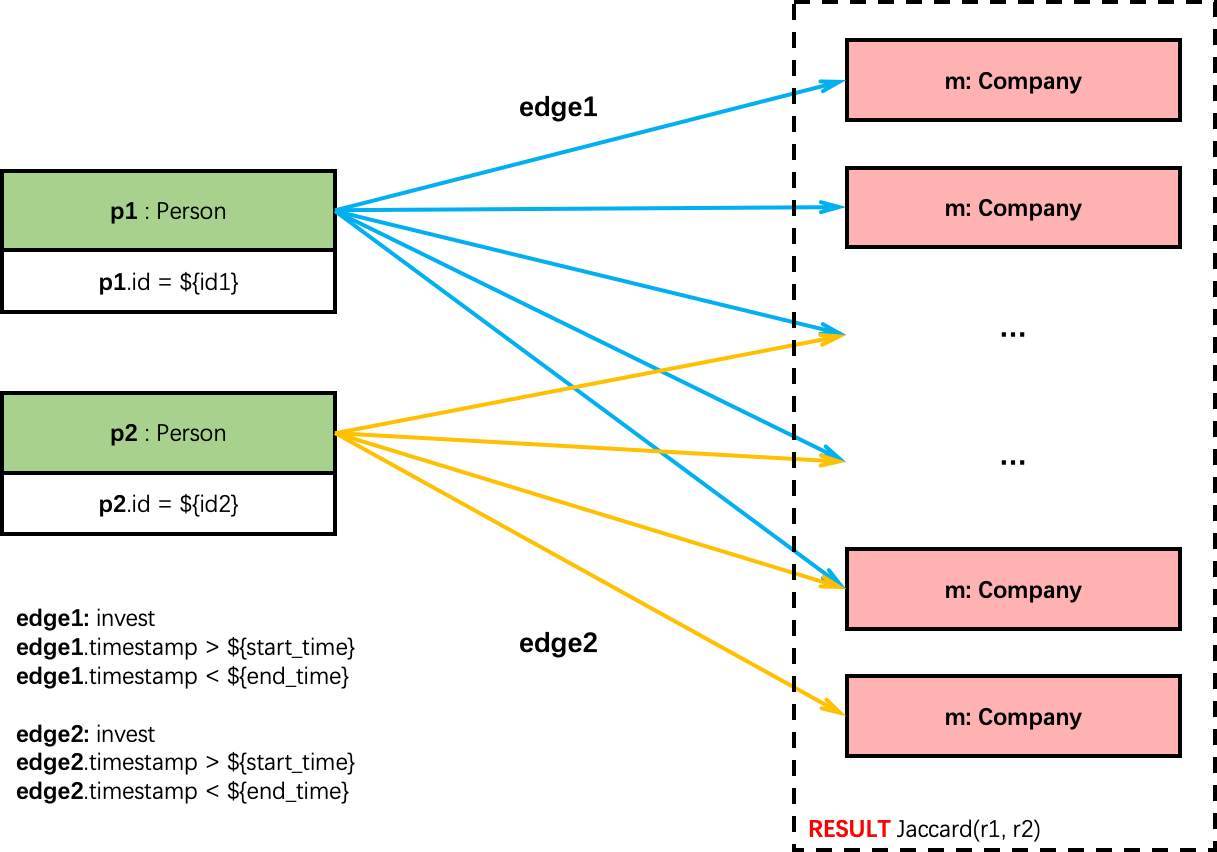 edge1
m: Company
p1 : Person
m: Company
p1.id = ${id1}
...
p2 : Person
...
p2.id = ${id2}
m: Company
edge1: invest
edge1.timestamp > ${start_time}
edge1.timestamp < ${end_time}
edge2
m: Company
edge2: invest
edge2.timestamp > ${start_time}
edge2.timestamp < ${end_time}
RESULT Jaccard(r1, r2)